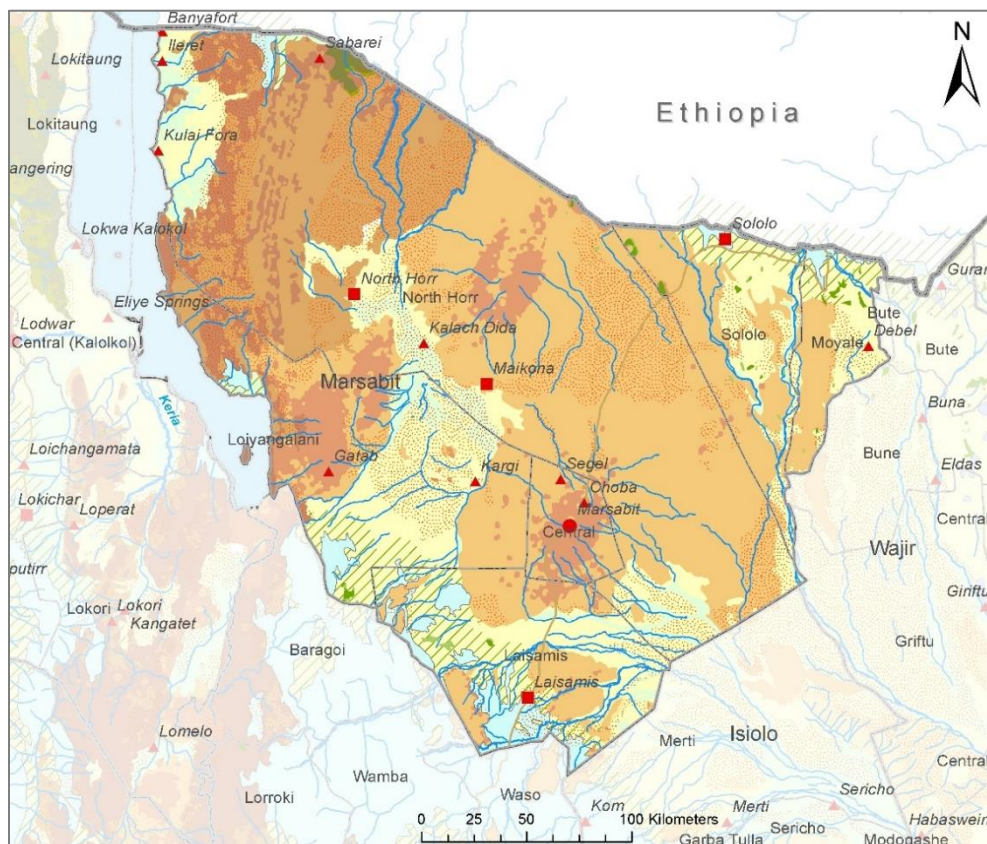 Banyafort
Ileret
Lokitaung
Sabarei
N
Lokitaung
Ethiopia
Kulai Fora
angering
Lokwa Kalokol
Sololo
Guran
North Horr
Eliye Springs
North Horr
Lodwar
Central (Kalolkol)
Kalach Dida
Sololo
Bute
Debel
Moyale
Bute
Marsabit
Maikona
Keria
Buna
Loiyangalani
Loichangamata
Gatab
Kargi
Segel
Bune
Eldas
Lokichar
Choba
Loperat
Marsabit
Central
Central
Wajir
putirr
Lokori
Lokori
Kangatet
Ginftu
Baragoi
Griftu
Laisamis
Laisamis
Lomelo
Merti
Isiolo
Wamba
Central
Lorroki
Waso
Kom
Merti
Sericho
Habaswein
Garba Tulla
Sericho
Modogashe
0 25 50 100 Kilometers